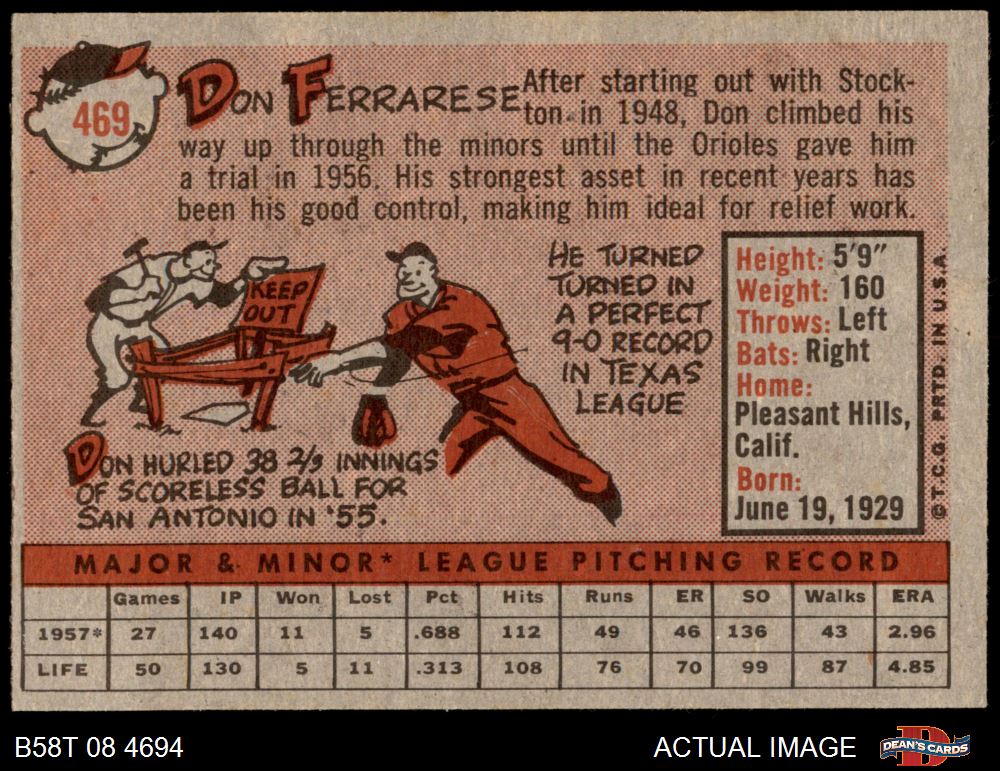 469
DON FERRARESE
After starting out with Stock-
ton in 1948, Don climbed his
way up through the minors until the Orioles gave him
a trial in 1956. His strongest asset in recent years has
been his good control, making him ideal for relief work.
KEEP
OUT
HE TURNED
TURNED IN
A PERFECT
9-0 RECORD
IN TEXAS
LEAGUE
DON HURLED 38 2/3 INNINGS
OF SCORELESS BALL FOR
SAN ANTONIO IN '55.
Height: 5'9"
Weight: 160
Throws: Left
Bats: Right
Home:
Pleasant Hills,
Calif.
Born:
June 19, 1929
© T.C.G. PRTD. IN U.S.A.
MAJOR & MINOR* LEAGUE PITCHING RECORD
Games IP Won Lost Pct Hits Runs ER SO Walks ERA
1957* 27 140 11 5 .688 112 49 46 136 43 2.96
LIFE 50 130 5 11 .313 108 76 70 99 87 4.85
B58T 08 4694
ACTUAL IMAGE
DEAN'S CARDS